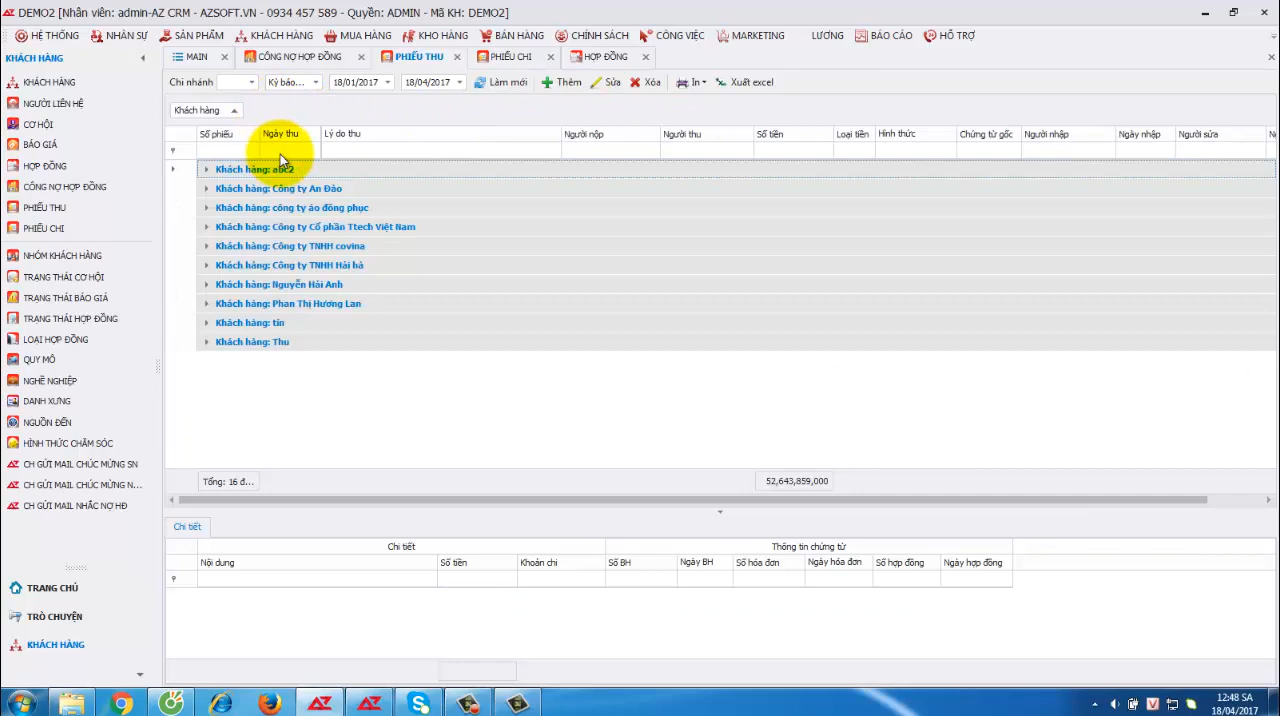 DEMO2 [Nhân viên: admin-AZ CRM - AZSOFT.VN - 0934 457 589 - Quyền: ADMIN - Mã KH: DEMO2]
HỆ THỐNG NHÂN SỰ SẢN PHẨM KHÁCH HÀNG MUA HÀNG KHO HÀNG BÁN HÀNG CHÍNH SÁCH CÔNG VIỆC MARKETING LƯƠNG BÁO CÁO HỖ TRỢ
KHÁCH HÀNG
MAIN CÔNG NỢ HỢP ĐỒNG PHIẾU THU PHIẾU CHI HỢP ĐỒNG
Chi nhánh Kỳ báo... 18/01/2017 18/04/2017 Làm mới Thêm Sửa Xóa In Xuất excel
Khách hàng
Số phiếu Ngày thu Lý do thu Người nộp Người thu Số tiền Loại tiền Hình thức Chứng từ gốc Người nhập Ngày nhập Người sửa N
Khách hàng: abc2
Khách hàng: Công ty An Đào
Khách hàng: công ty áo đồng phục
Khách hàng: Công ty Cổ phần Ttech Việt Nam
Khách hàng: Công ty TNHH covina
Khách hàng: Công ty TNHH Hải hà
Khách hàng: Nguyễn Hải Anh
Khách hàng: Phan Thị Hương Lan
Khách hàng: tín
Khách hàng: Thu
Tổng: 16 đ... 52,643,859,000
Chi tiết
Chi tiết Thông tin chứng từ
Nội dung Số tiền Khoản chi Số BH Ngày BH Số hóa đơn Ngày hóa đơn Số hợp đồng Ngày hợp đồng
KHÁCH HÀNG
NGƯỜI LIÊN HỆ
CƠ HỘI
BÁO GIÁ
HỢP ĐỒNG
CÔNG NỢ HỢP ĐỒNG
PHIẾU THU
PHIẾU CHI
NHÓM KHÁCH HÀNG
TRẠNG THÁI CƠ HỘI
TRẠNG THÁI BÁO GIÁ
TRẠNG THÁI HỢP ĐỒNG
LOẠI HỢP ĐỒNG
QUY MÔ
NGHỀ NGHIỆP
DANH XƯNG
NGUỒN ĐẾN
HÌNH THỨC CHĂM SÓC
CH GỬI MAIL CHÚC MỪNG SN
CH GỬI MAIL CHÚC MỪNG N...
CH GỬI MAIL NHẮC NỢ HĐ
TRANG CHỦ
TRÒ CHUYỆN
KHÁCH HÀNG
12:48 SA
18/04/2017